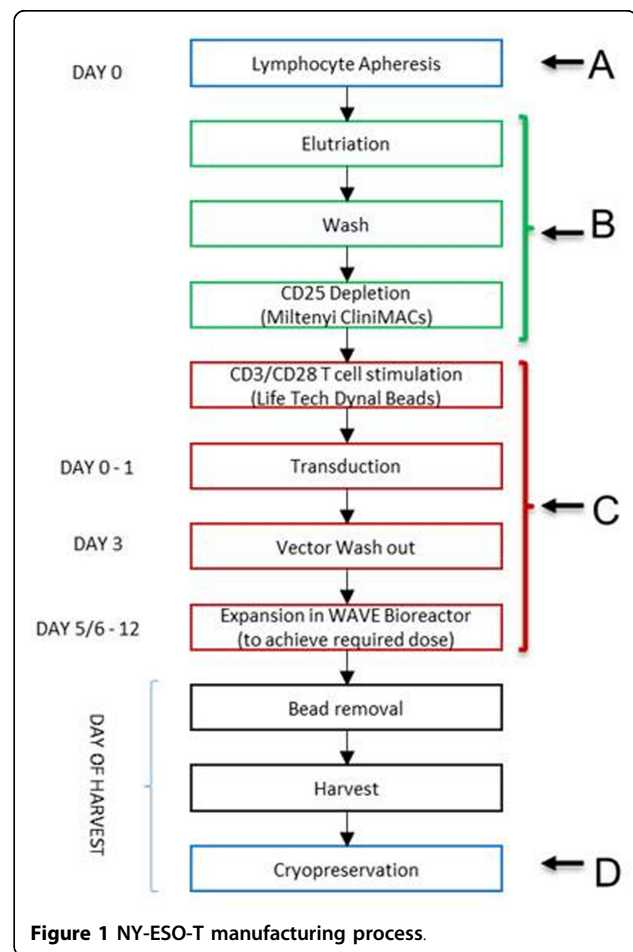 DAY 0
Lymphocyte Apheresis
A
Elutriation
Wash
B
CD25 Depletion
(Miltenyi CliniMACs)
CD3/CD28 T cell stimulation
(Life Tech Dynal Beads)
DAY 0 - 1
Transduction
C
DAY 3
Vector Wash out
DAY 5/6 - 12
Expansion in WAVE Bioreactor
(to achieve required dose)
DAY OF HARVEST
Bead removal
Harvest
Cryopreservation
D
Figure 1 NY-ESO-T manufacturing process.